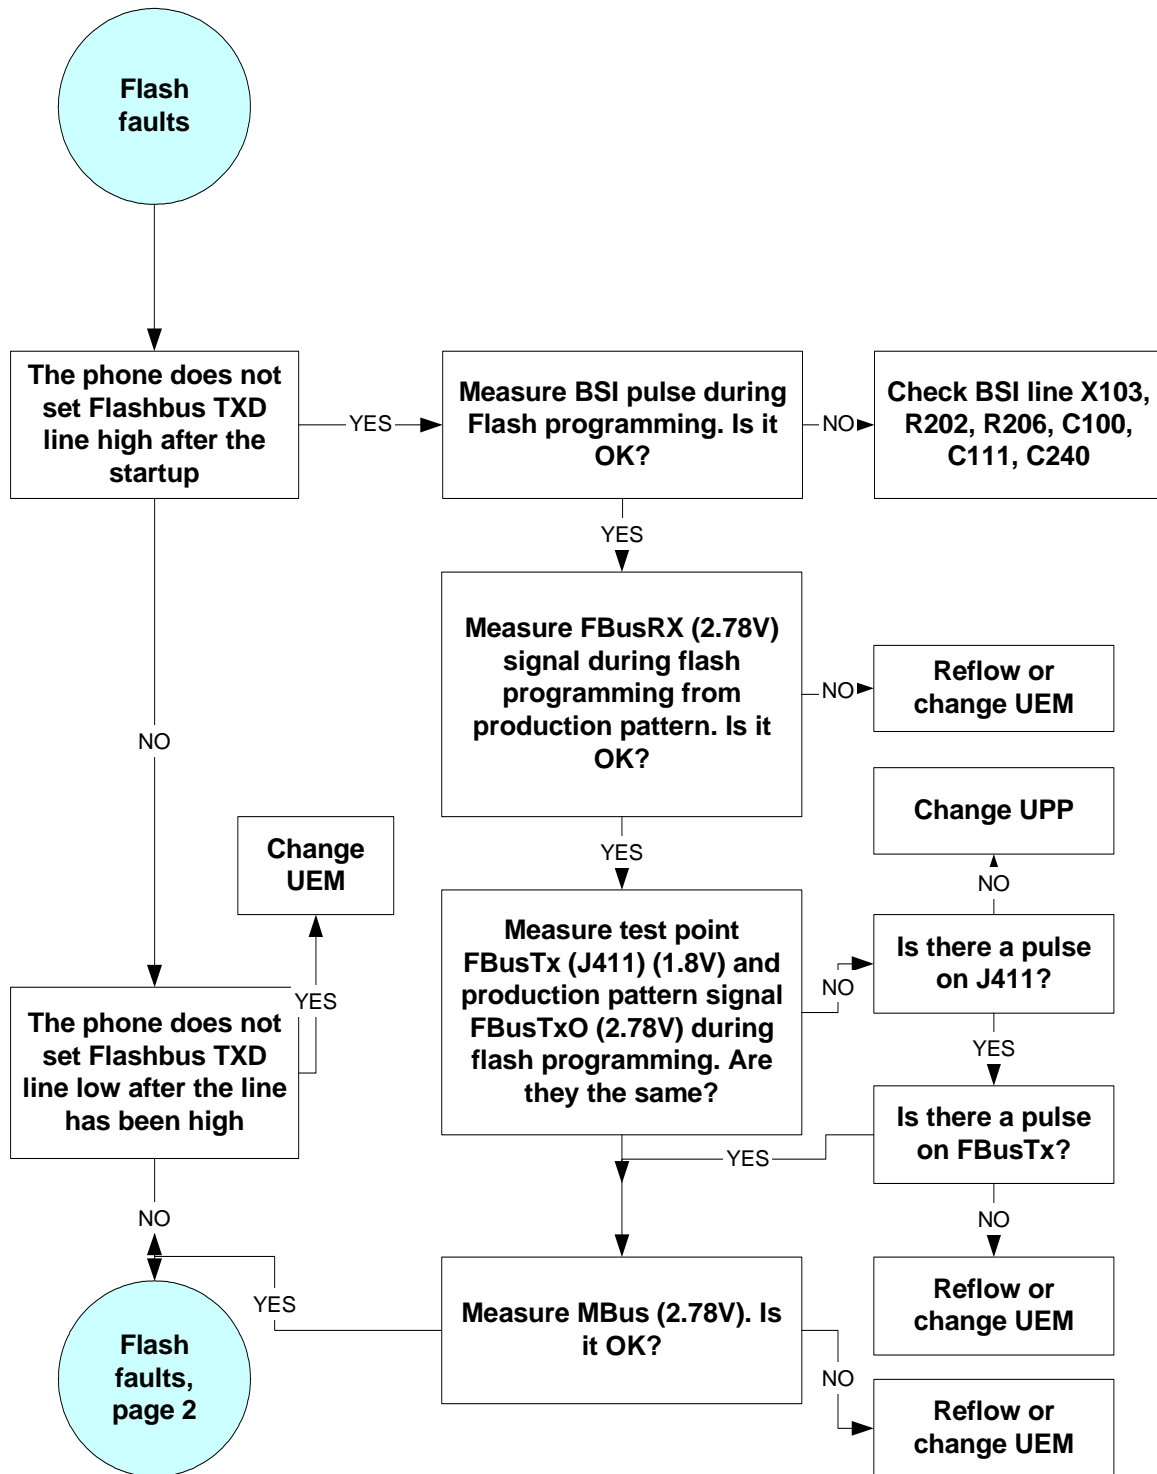 Flash
faults
The phone does not
set Flashbus TXD
line high after the
startup
YES
Measure BSI pulse during
Flash programming. Is it
OK?
NO
Check BSI line X103,
R202, R206, C100,
C111, C240
YES
Measure FBusRX (2.78V)
signal during flash
programming from
production pattern. Is it
OK?
NO
Reflow or
change UEM
NO
Change UPP
Change
UEM
YES
NO
Measure test point
FBusTx (J411) (1.8V) and
production pattern signal
FBusTxO (2.78V) during
flash programming. Are
they the same?
NO
Is there a pulse
on J411?
YES
The phone does not
set Flashbus TXD
line low after the line
has been high
YES
Is there a pulse
on FBusTx?
YES
NO
NO
Reflow or
change UEM
Measure MBus (2.78V). Is
it OK?
YES
NO
Flash
faults,
page 2
Reflow or
change UEM